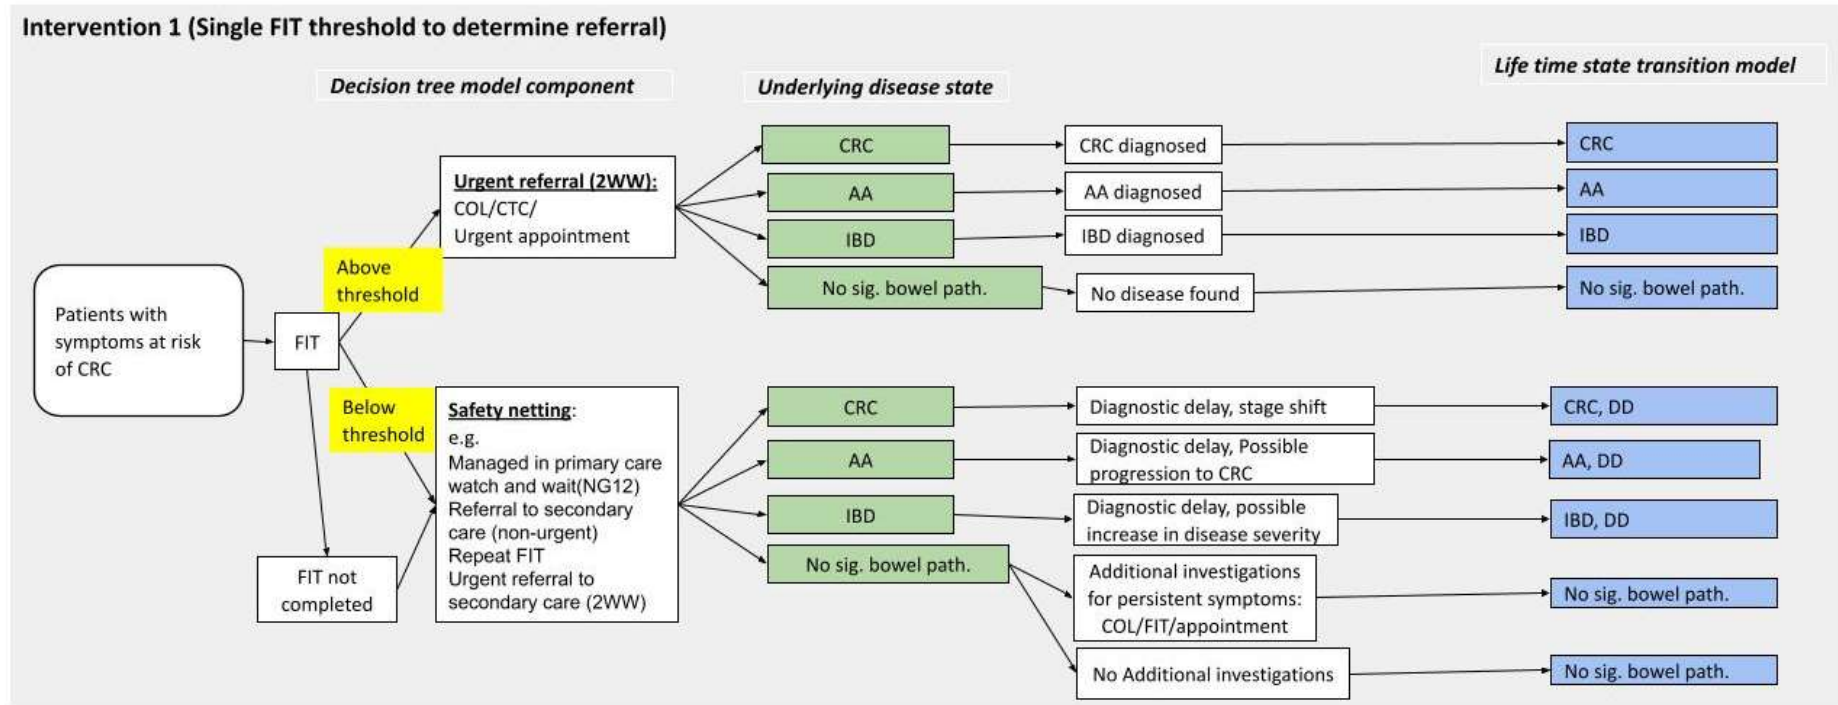 Intervention 1 (Single FIT threshold to determine referral)
Decision tree model component
Underlying disease state
Life time state transition model
Patients with
symptoms at risk
of CRC
FIT
Above
threshold
Below
threshold
FIT not
completed
Urgent referral (2WW):
COL/CTC/
Urgent appointment
CRC
CRC diagnosed
CRC
AA
AA diagnosed
AA
IBD
IBD diagnosed
IBD
No sig. bowel path.
No disease found
No sig. bowel path.
Safety netting:
e.g.
Managed in primary care
watch and wait(NG12)
Referral to secondary
care (non-urgent)
Repeat FIT
Urgent referral to
secondary care (2WW)
CRC
Diagnostic delay, stage shift
CRC, DD
AA
Diagnostic delay, Possible
progression to CRC
AA, DD
IBD
Diagnostic delay, possible
increase in disease severity
IBD, DD
No sig. bowel path.
Additional investigations
for persistent symptoms:
COL/FIT/appointment
No sig. bowel path.
No Additional investigations
No sig. bowel path.